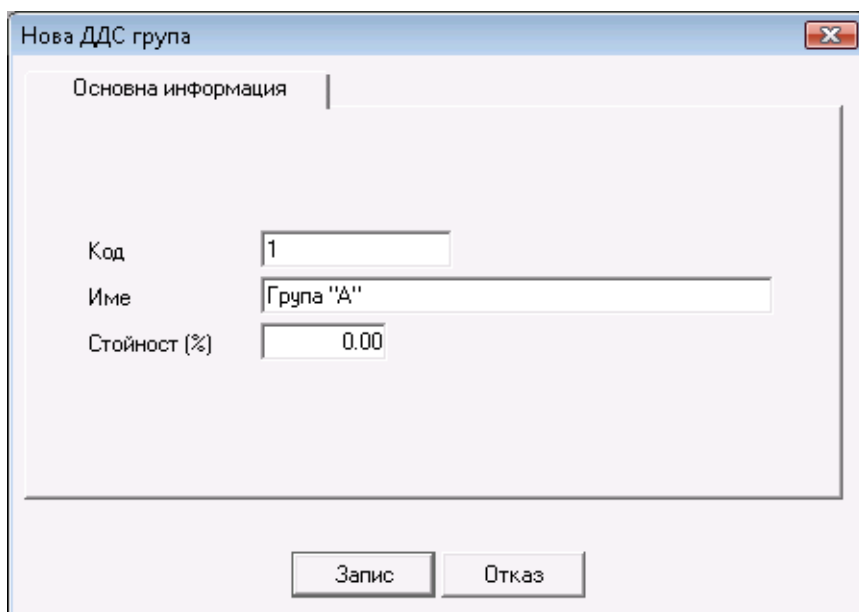 Нова ДДС група
Основна информация
Код 1
Име Група "А"
Стойност (%) 0.00
Запис Отказ